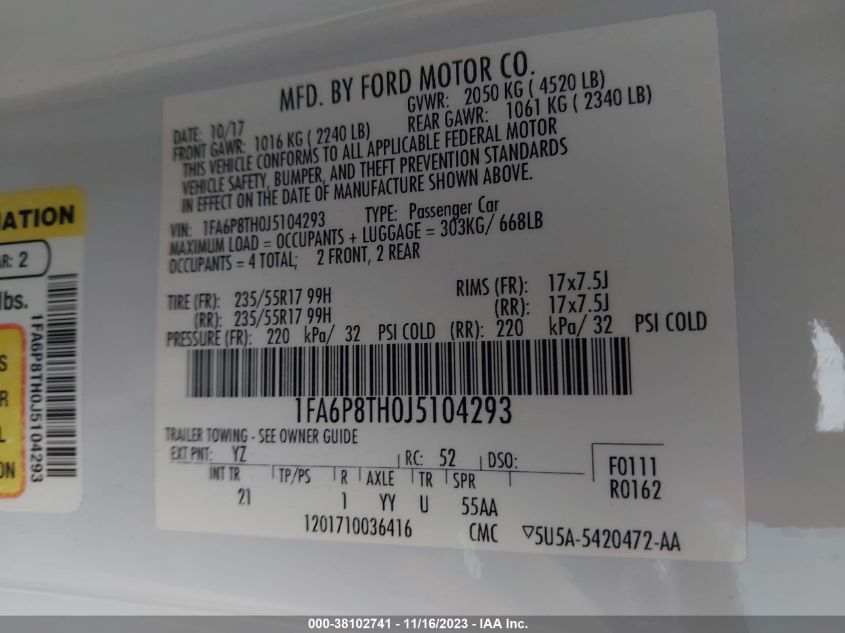 MFD. BY FORD MOTOR CO.
DATE: 10/17
GVWR: 2050 KG ( 4520 LB)
FRONT GAWR: 1016 KG ( 2240 LB)
REAR GAWR: 1061 KG ( 2340 LB)
THIS VEHICLE CONFORMS TO ALL APPLICABLE FEDERAL MOTOR
VEHICLE SAFETY, BUMPER, AND THEFT PREVENTION STANDARDS
IN EFFECT ON THE DATE OF MANUFACTURE SHOWN ABOVE.
VIN: 1FA6P8TH0J5104293 TYPE: Passenger Car
MAXIMUM LOAD = OCCUPANTS + LUGGAGE = 303KG/ 668LB
OCCUPANTS = 4 TOTAL; 2 FRONT, 2 REAR
TIRE (FR): 235/55R17 99H RIMS (FR): 17x7.5J
(RR): 235/55R17 99H (RR): 17x7.5J
PRESSURE (FR): 220 kPa/ 32 PSI COLD (RR): 220 kPa/ 32 PSI COLD
1FA6P8TH0J5104293
TRAILER TOWING - SEE OWNER GUIDE
EXT PNT: YZ RC: 52 DSO:
F0111
R0162
INT TR TP/PS R AXLE TR SPR
21 1 YY U 55AA
1201710036416 CMC ▽5U5A-5420472-AA
IATION
AR: 2
lbs.
S
R
L
ON
1FA6P8TH0J5104293
000-38102741 - 11/16/2023 - IAA Inc.